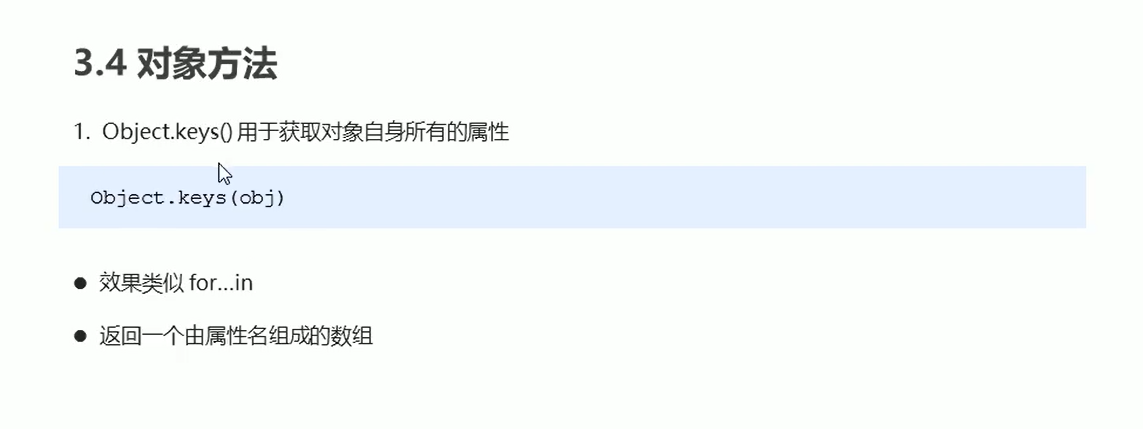 3.4 对象方法
1. Object.keys() 用于获取对象自身所有的属性
Object.keys(obj)
● 效果类似 for...in
● 返回一个由属性名组成的数组